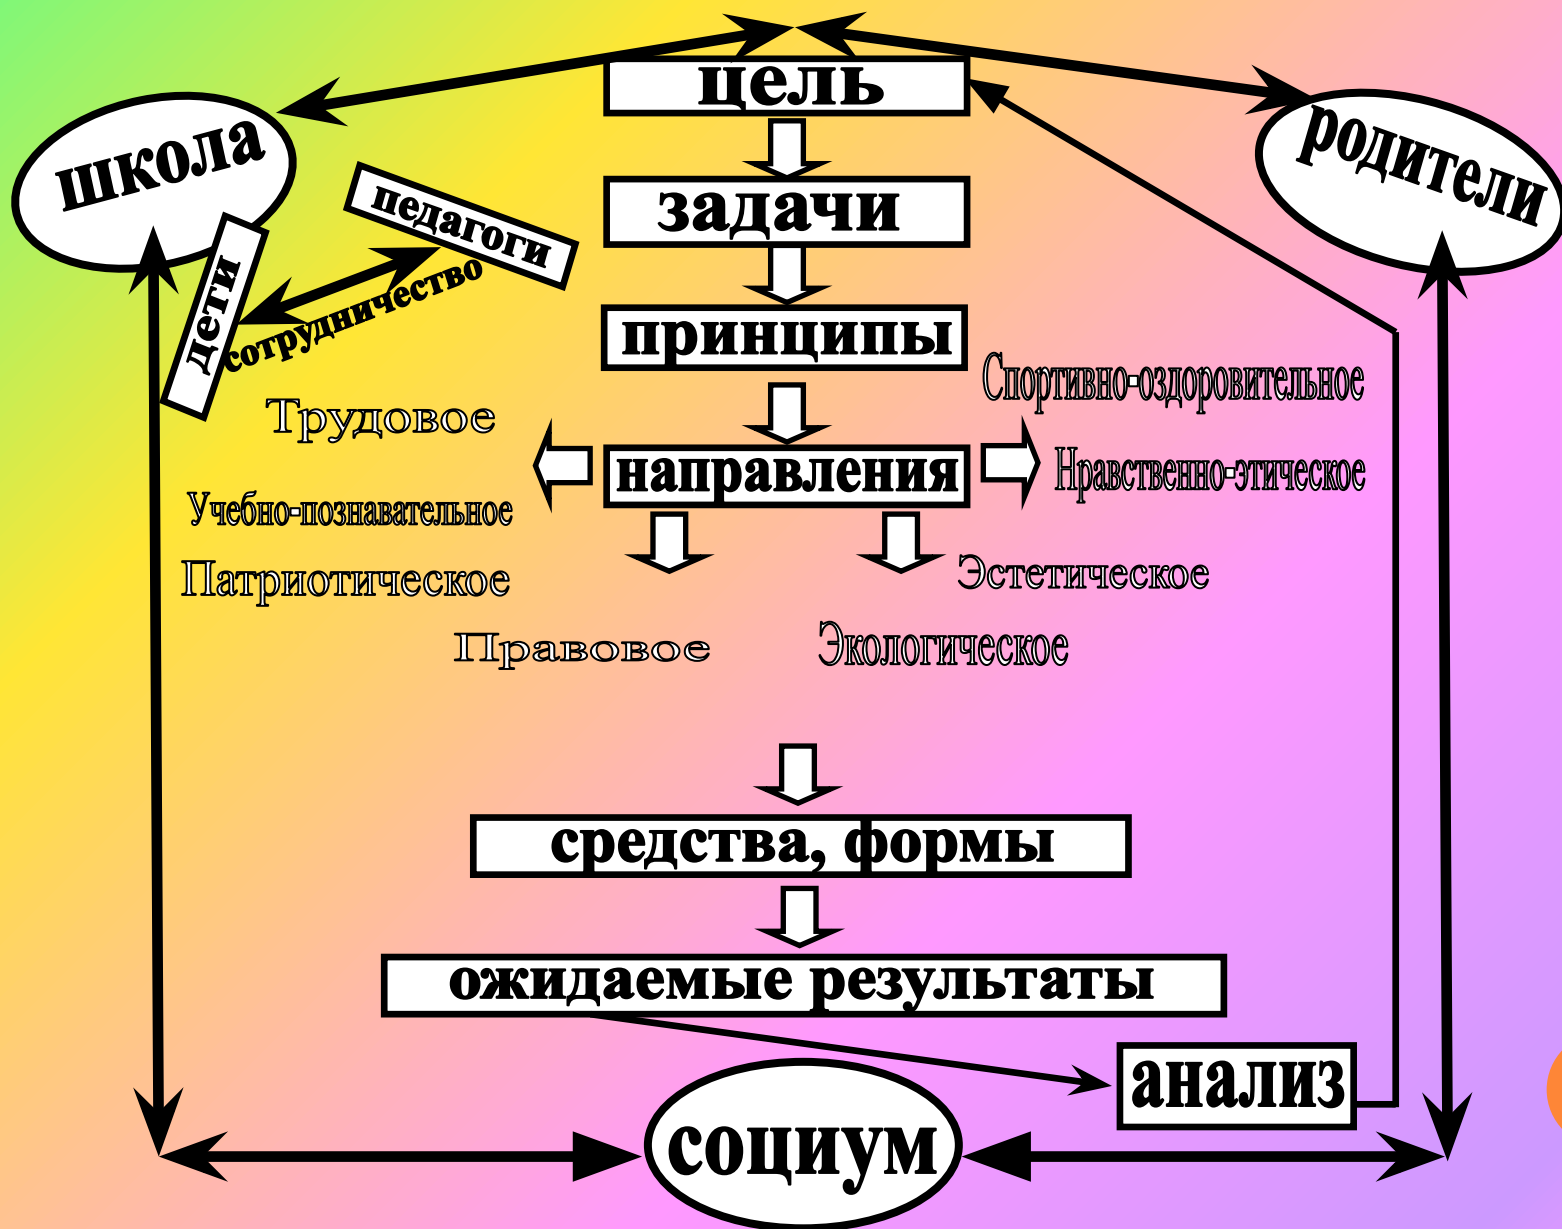 цель
школа
родители
педагоги
дети
сотрудничество
задачи
принципы
Спортивно-оздоровительное
Трудовое
направления
Нравственно-этическое
Учебно-познавательное
Патриотическое
Эстетическое
Правовое
Экологическое
средства, формы
ожидаемые результаты
анализ
социум